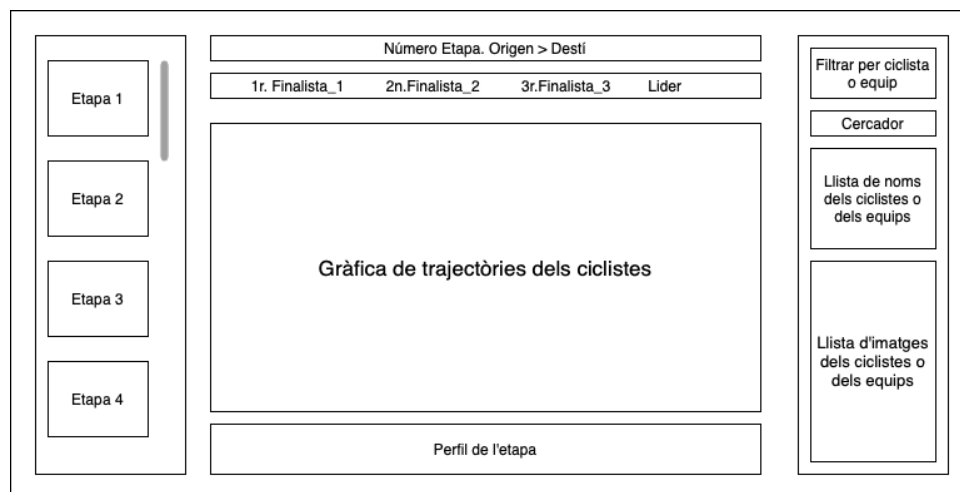 Etapa 1
Etapa 2
Etapa 3
Etapa 4
Número Etapa. Origen > Destí
1r. Finalista_1 2n.Finalista_2 3r.Finalista_3 Lider
Gràfica de trajectòries dels ciclistes
Perfil de l'etapa
Filtrar per ciclista
o equip
Cercador
Llista de noms
dels ciclistes o
dels equips
Llista d'imatges
dels ciclistes o
dels equips